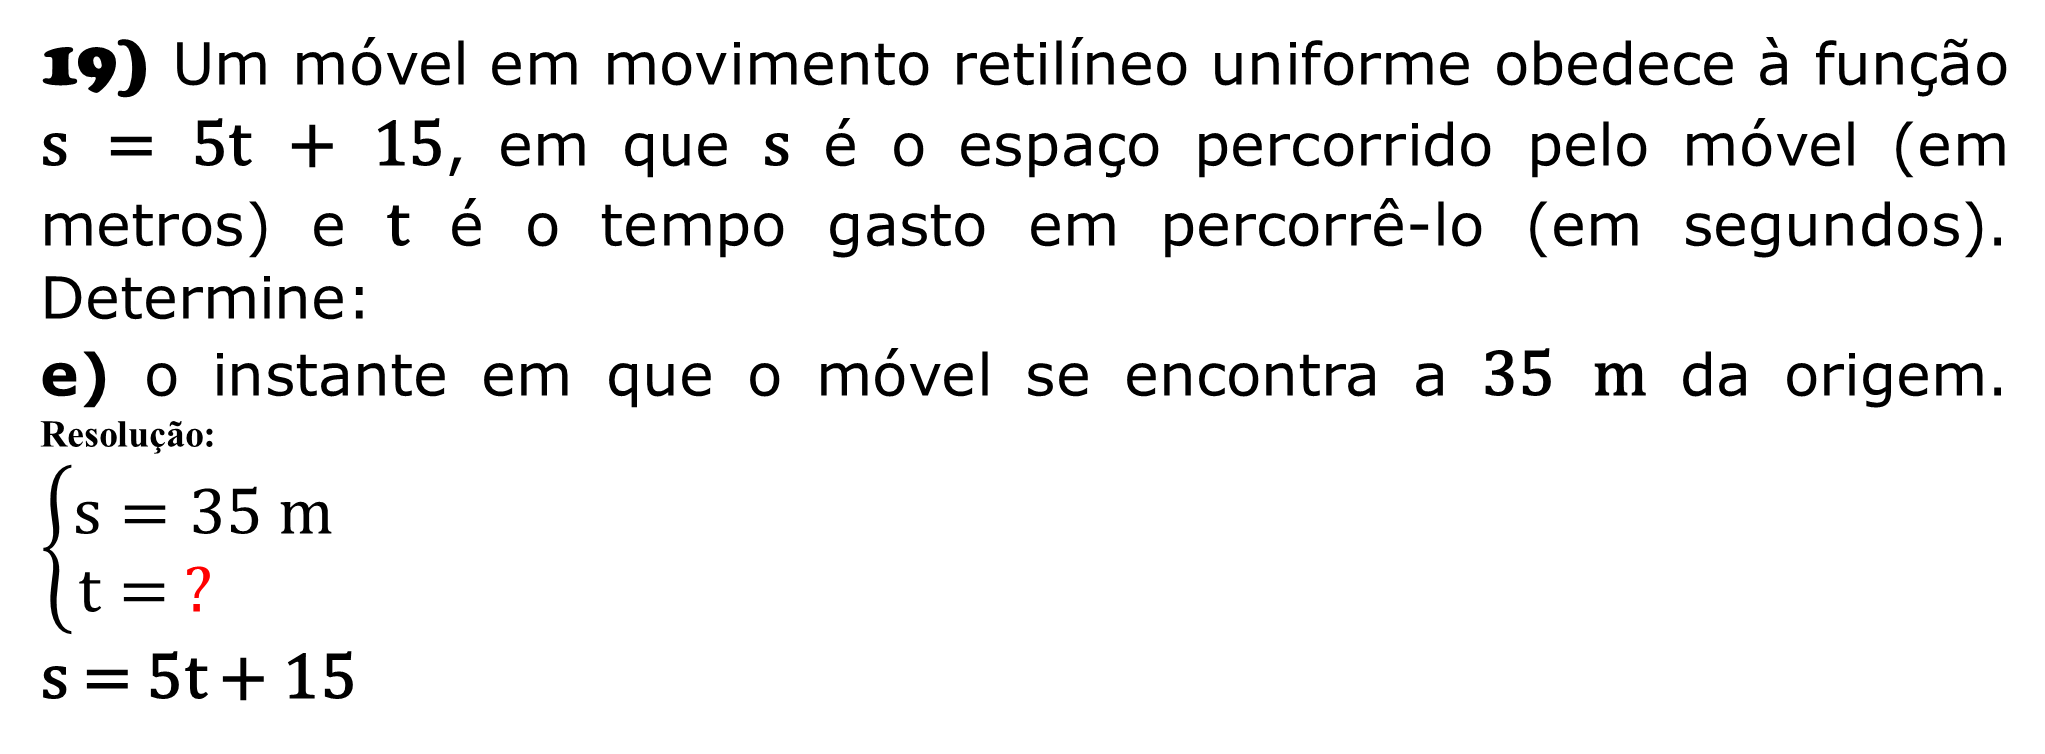 19) Um móvel em movimento retilíneo uniforme obedece à função
s = 5t + 15, em que s é o espaço percorrido pelo móvel (em
metros) e t é o tempo gasto em percorrê-lo (em segundos).
Determine:
e) o instante em que o móvel se encontra a 35 m da origem.
Resolução:
s = 35 m
t = ?
s = 5t + 15